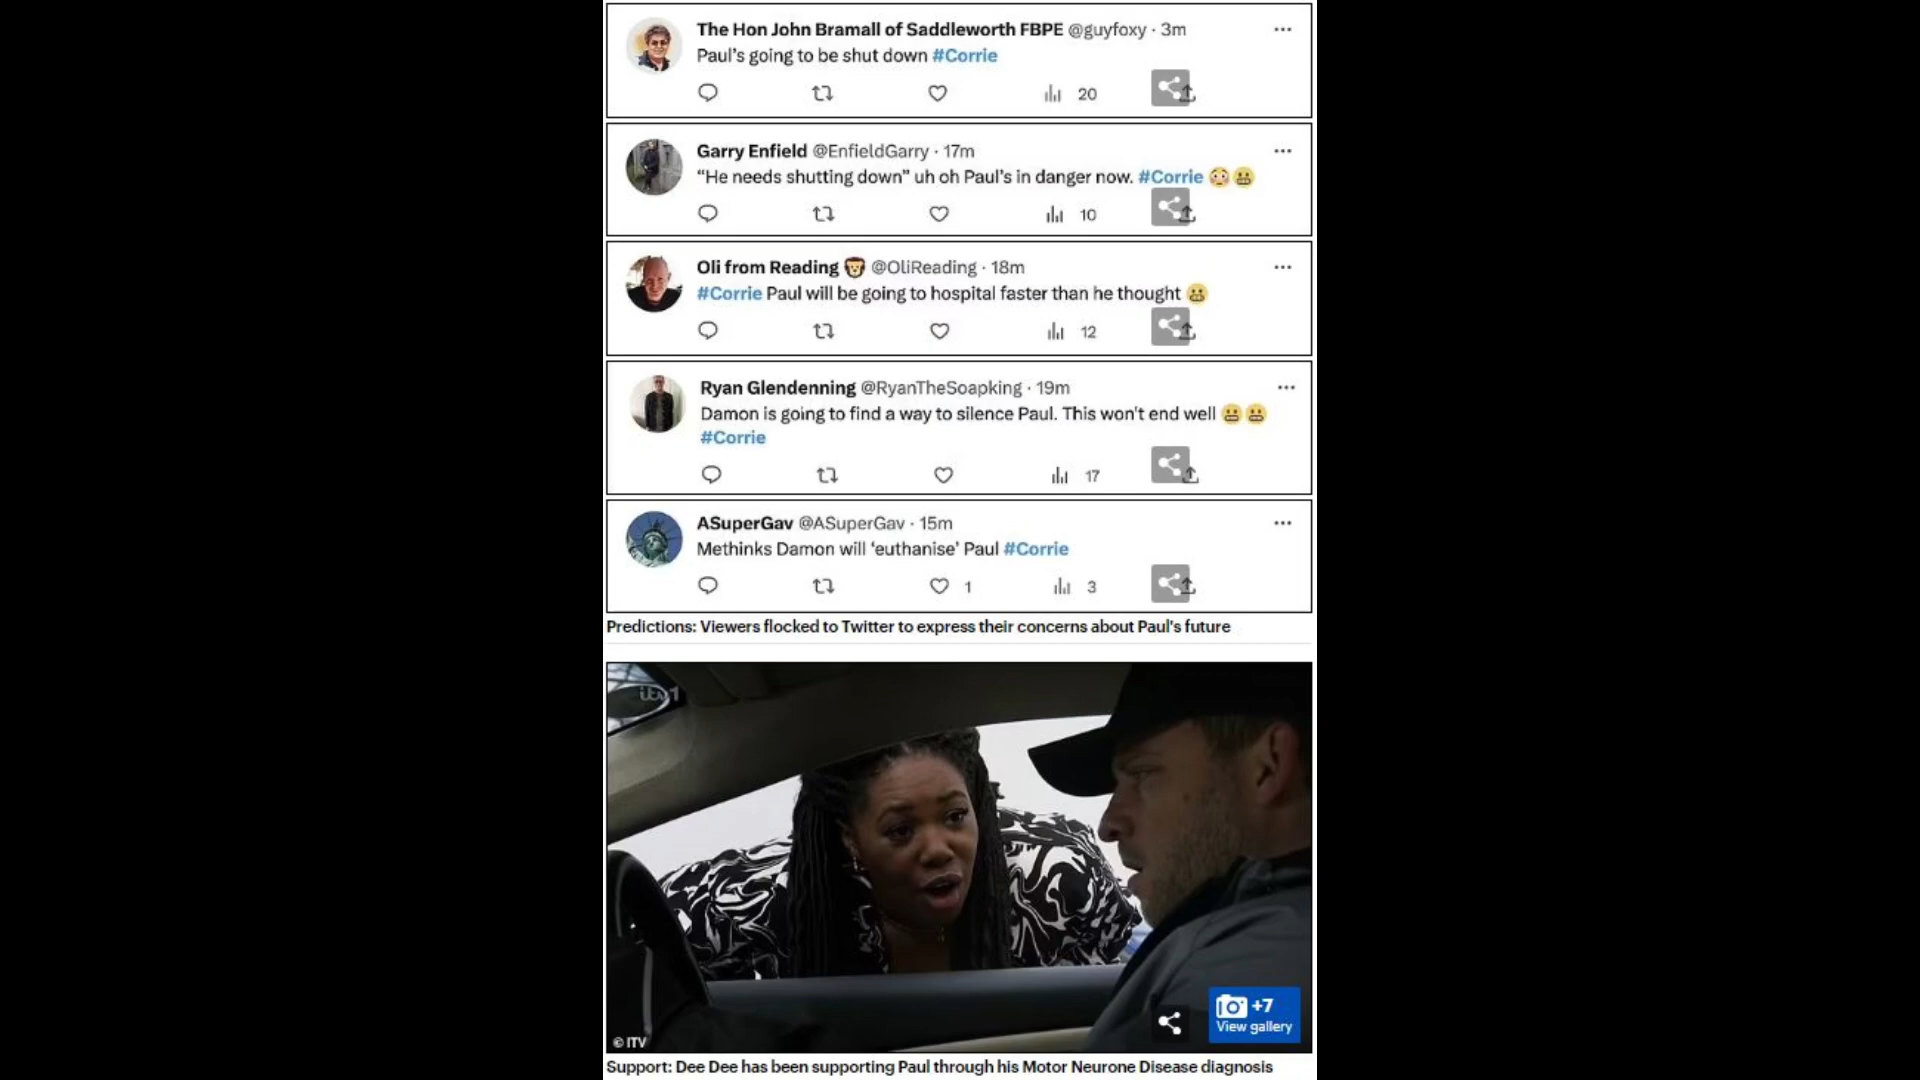 The Hon John Bramall of Saddleworth FBPE @guyfoxy · 3m
Paul's going to be shut down #Corrie
20
Garry Enfield @EnfieldGarry · 17m
“He needs shutting down” uh oh Paul's in danger now. #Corrie 😳😬
10
Oli from Reading 🦁 @OliReading · 18m
#Corrie Paul will be going to hospital faster than he thought 😬
12
Ryan Glendenning @RyanTheSoapking · 19m
Damon is going to find a way to silence Paul. This won't end well 😬😬
#Corrie
17
ASuperGav @ASuperGav · 15m
Methinks Damon will ‘euthanise’ Paul #Corrie
1 3
Predictions: Viewers flocked to Twitter to express their concerns about Paul's future
itv1
+7
View gallery
© ITV
Support: Dee Dee has been supporting Paul through his Motor Neurone Disease diagnosis